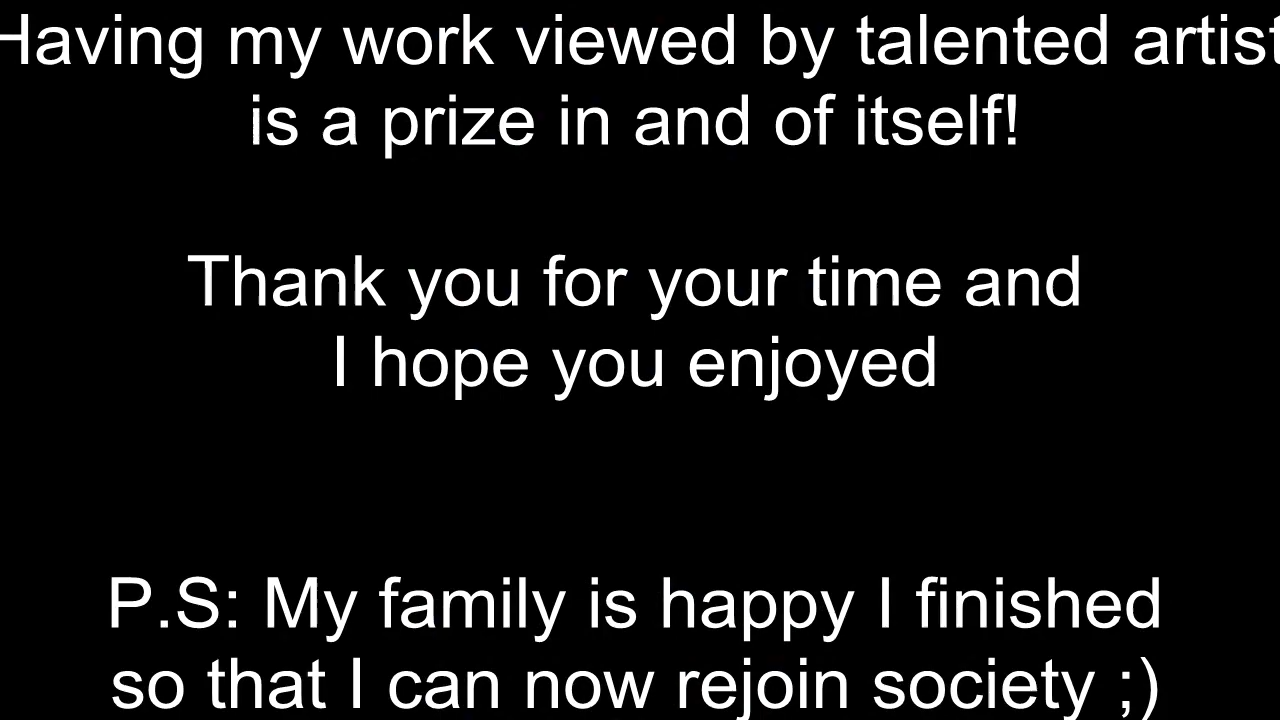 Having my work viewed by talented artist
is a prize in and of itself!
Thank you for your time and
I hope you enjoyed
P.S: My family is happy I finished
so that I can now rejoin society ;)